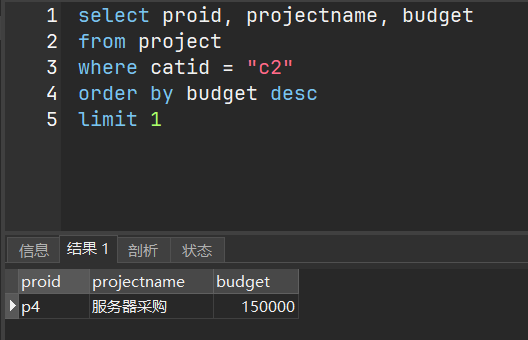 1 select proid, projectname, budget
2 from project
3 where catid = "c2"
4 order by budget desc
5 limit 1
信息 结果 1 剖析 状态
proid projectname budget
p4 服务器采购 150000